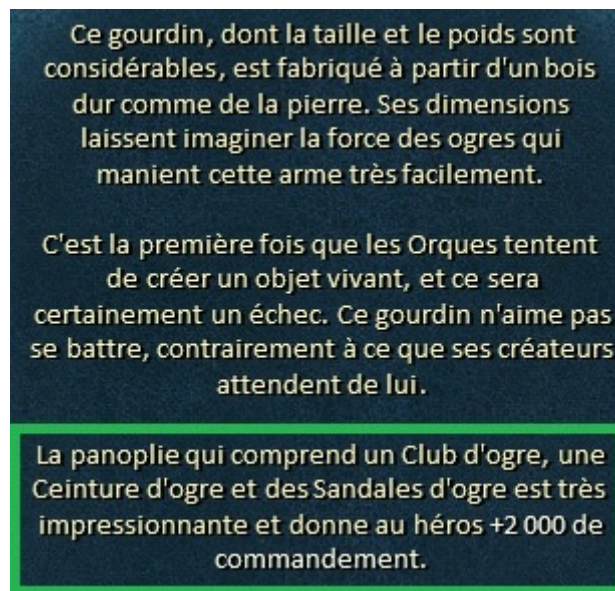 Ce gourdin, dont la taille et le poids sont
considérables, est fabriqué à partir d'un bois
dur comme de la pierre. Ses dimensions
laissent imaginer la force des ogres qui
manient cette arme très facilement.
C'est la première fois que les Orques tentent
de créer un objet vivant, et ce sera
certainement un échec. Ce gourdin n'aime pas
se battre, contrairement à ce que ses créateurs
attendent de lui.
La panoplie qui comprend un Club d'ogre, une
Ceinture d'ogre et des Sandales d'ogre est très
impressionnante et donne au héros +2 000 de
commandement.